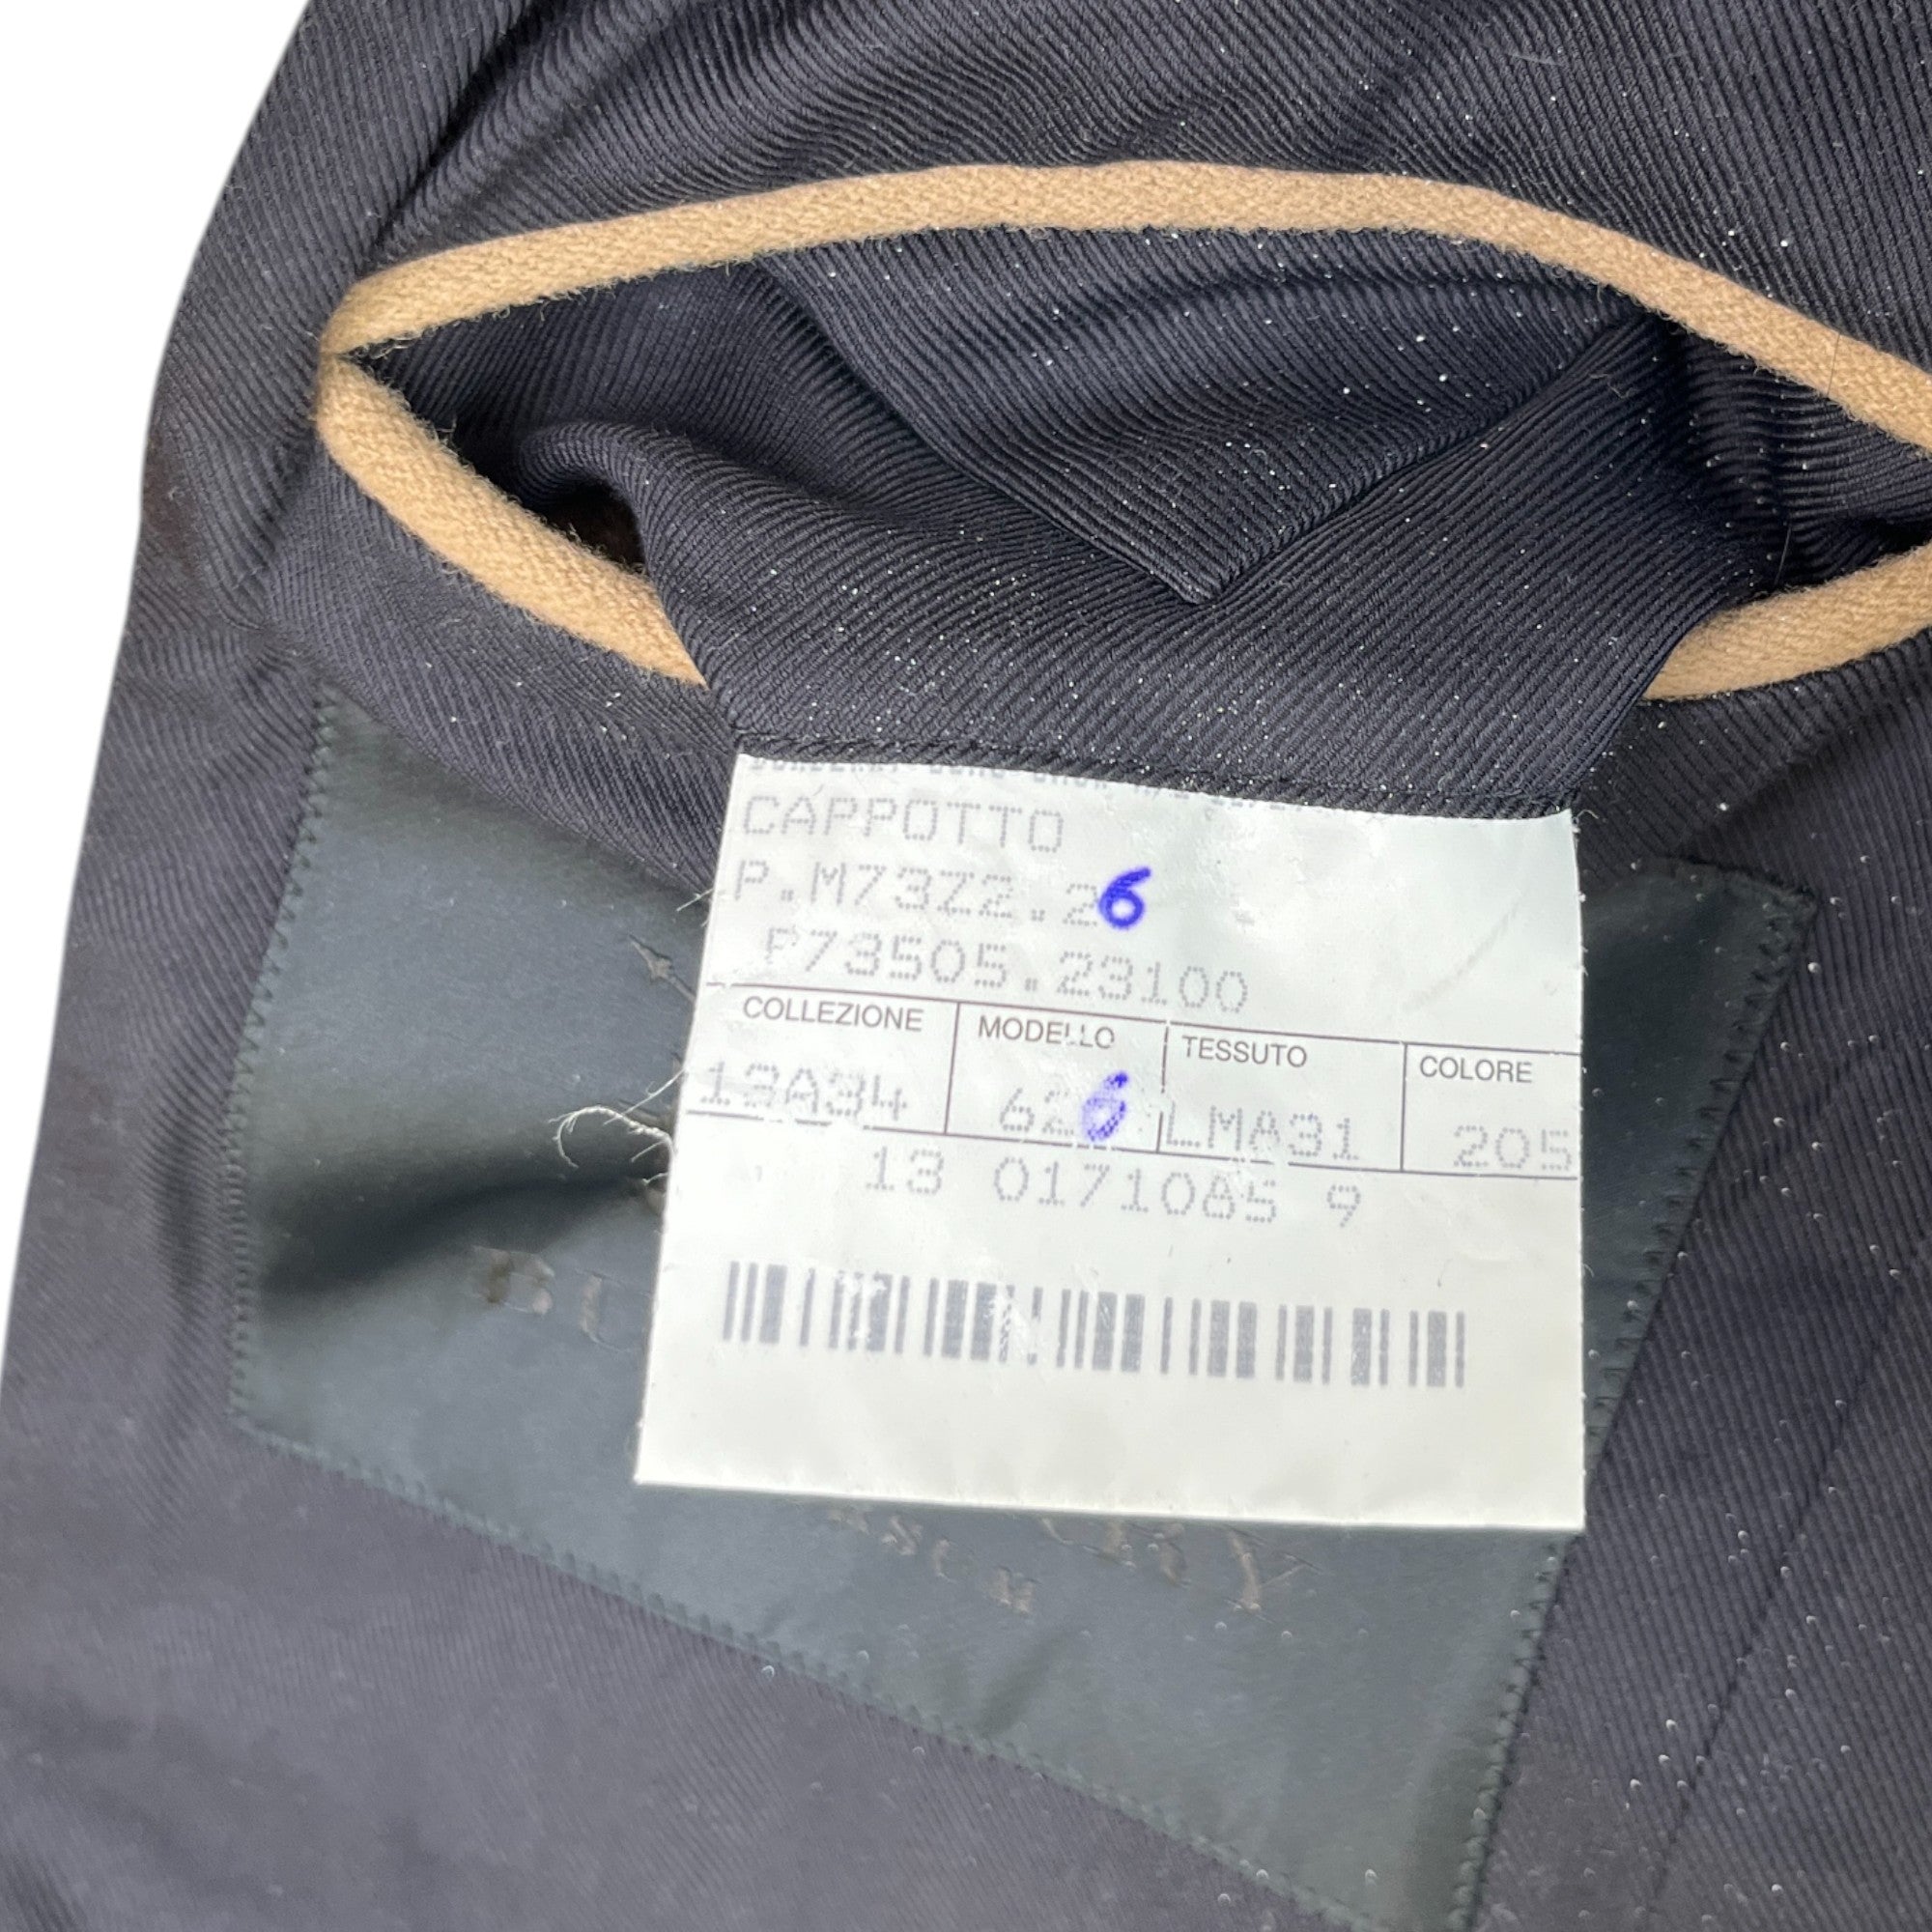 CAPPOTTO
P.M73Z2.26
F73505.23100
COLLEZIONE MODELLO TESSUTO COLORE
13A34 626 LMA31 205
13 0171085 9